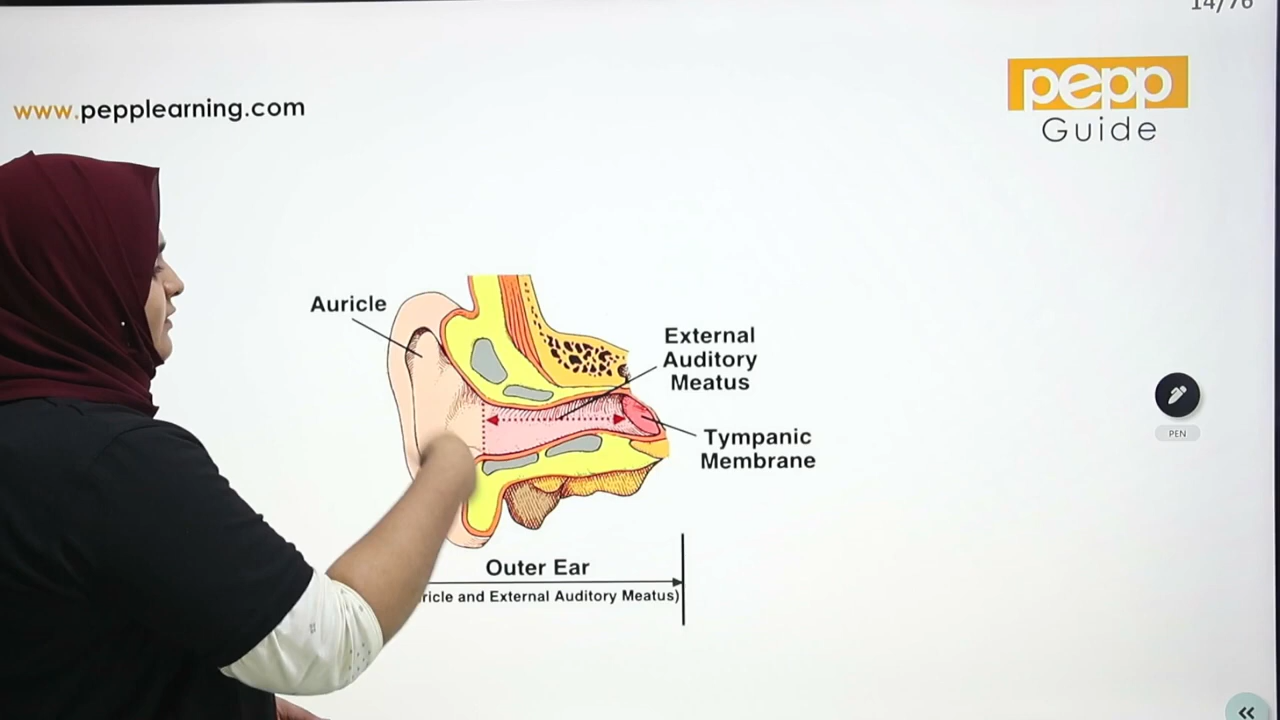 14/76
www.pepplearning.com
pepp
Guide
Auricle
External
Auditory
Meatus
Tympanic
Membrane
Outer Ear
and External Auditory Meatus)
PEN